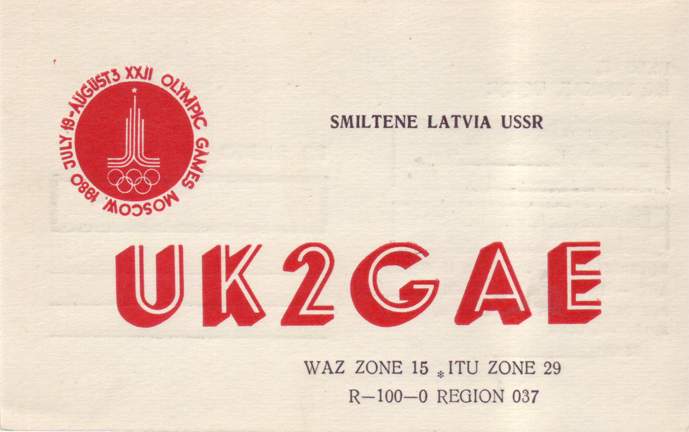 1980 JULY 19-AUGUST 3 XXII OLYMPIC GAMES MOSCOW.
SMILTENE LATVIA USSR
UK2GAE
WAZ ZONE 15 * ITU ZONE 29
R-100-0 REGION 037